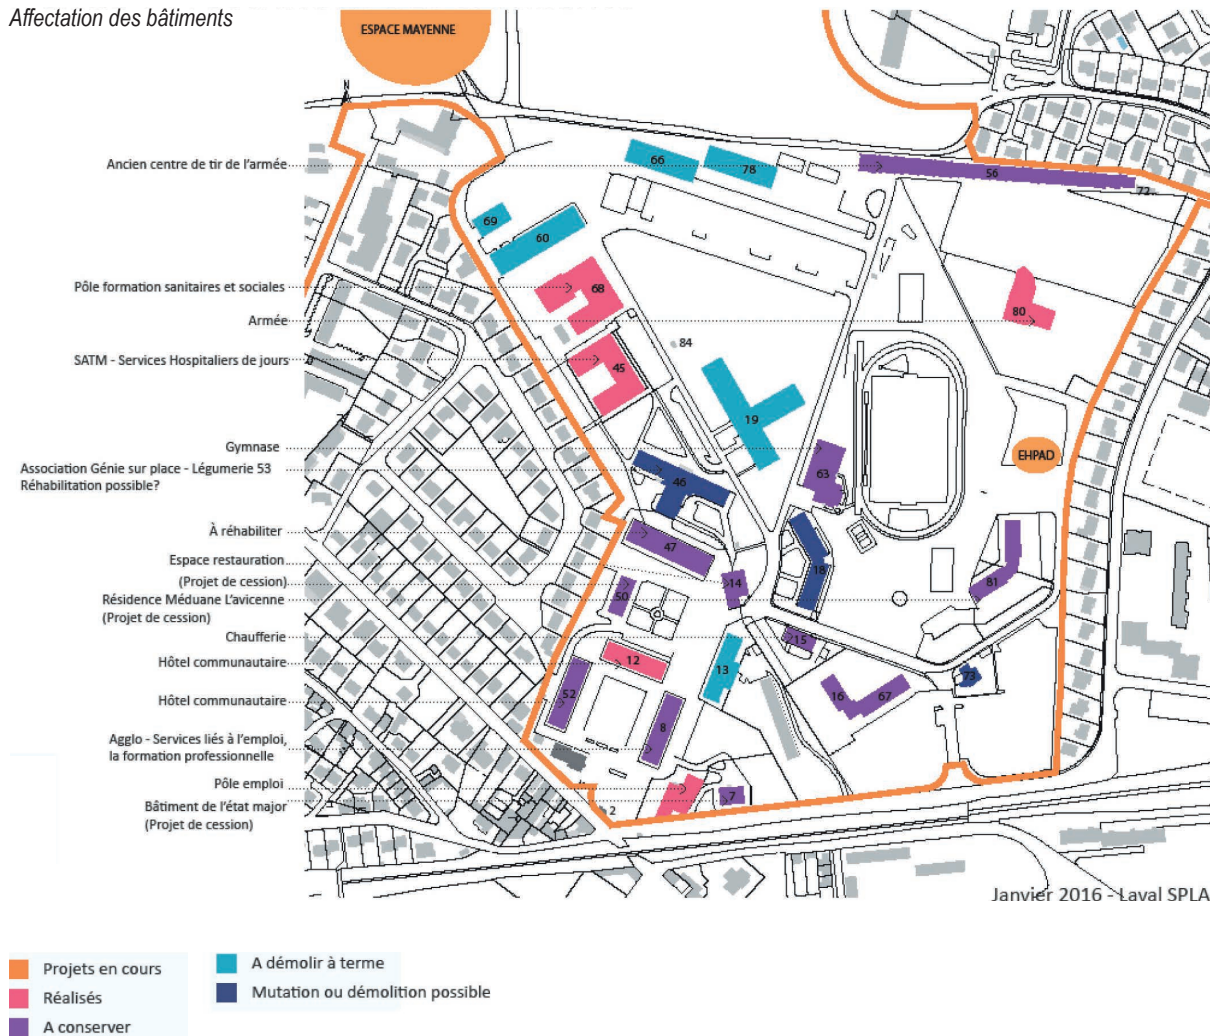 Affectation des bâtiments
ESPACE MAYENNE
N
Ancien centre de tir de l'armée
66
78
56
72
69
60
Pôle formation sanitaires et sociales
68
Armée
80
SATM - Services Hospitaliers de jours
84
45
19
Gymnase
63
EHPAD
Association Génie sur place - Légumerie 53
Réhabilitation possible?
46
À réhabiliter
47
Espace restauration
(Projet de cession)
18
14
81
50
Résidence Méduane L'avicenne
(Projet de cession)
Chaufferie
15
Hôtel communautaire
12
13
73
52
16
67
Hôtel communautaire
8
Agglo - Services liés à l'emploi,
la formation professionnelle
Pôle emploi
7
Bâtiment de l'état major
(Projet de cession)
2
Janvier 2016 - Laval SPLA
Projets en cours
Réalisés
A conserver
A démolir à terme
Mutation ou démolition possible